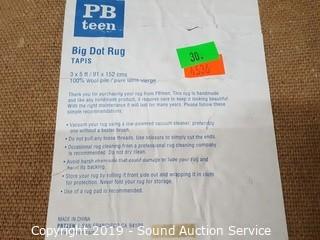 PB
teen
Big Dot Rug
TAPIS
3 x 5 ft / 91 x 152 cms
100% Wool pile / pure laine vierge
30.
4536
Thank you for purchasing your rug from PBteen. This rug is handmade
and like any handmade product, it requires care to keep it looking beautiful.
With the right maintenance, it will age gracefully. Please follow these
simple recommendations:
• Vacuum your rug using a low-powered vacuum cleaner, preferably
one without a beater brush.
• Do not pull any loose threads. Use scissors to simply cut the ends.
• Occasional rug cleaning from a professional rug cleaning company
is recommended. Do not dry clean.
• Avoid harsh chemicals that could damage or fade your rug and
harm its backing.
• Store your rug by rolling it front side out and wrapping it in cloth
for protection. Never fold your rug for storage.
• Use of a rug pad is recommended.
MADE IN CHINA
Copyright 2019 - Sound Auction Service